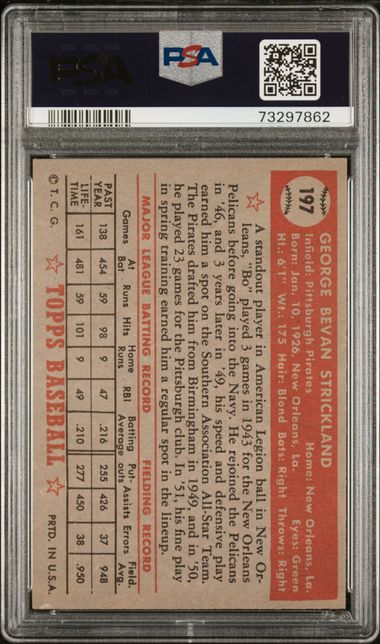 PSA
PSA
73297862
197
GEORGE BEVAN STRICKLAND
Infield: Pittsburgh Pirates Home: New Orleans, La.
Born: Jan. 10, 1926, New Orleans, La. Eyes: Green
Ht.: 6'1" Wt.: 175 Hair: Blond Bats: Right Throws: Right
A standout player in American Legion ball in New Or-
leans, "Bo" played 3 games in 1943 for the New Orleans
Pelicans before going into the Navy. He rejoined the Pelicans
in '46, and 3 years later in '49, his speed and defensive play
earned him a spot on the Southern Association All-Star Team.
The Pirates drafted him from Birmingham in 1949, and in '50,
he played 23 games for the Pittsburgh club. In '51, his fine play
in spring training earned him a regular spot in the lineup.
MAJOR LEAGUE BATTING RECORD FIELDING RECORD
Games At Bat Runs Hits Home Runs RBI Batting Average Put-outs Assists Errors Field. Avg.
PAST YEAR 138 454 59 98 9 47 .216 255 426 37 948
LIFE-TIME 161 481 59 101 9 49 .210 277 450 38 .950
© T. C. G. TOPPS BASEBALL PRTD. IN U.S.A.